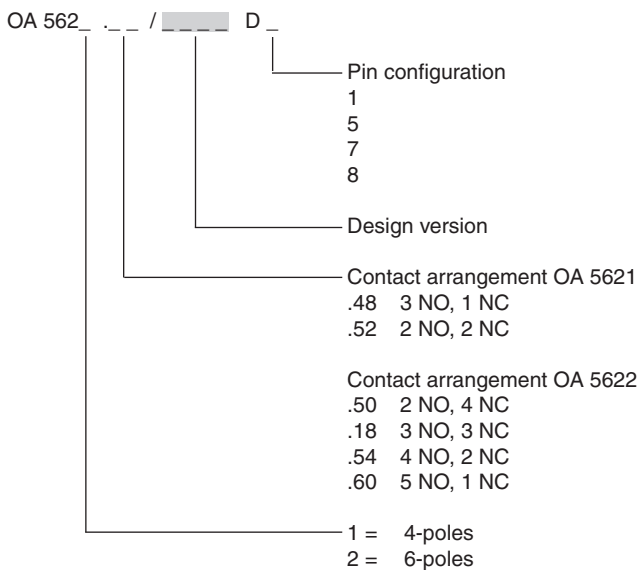 OA 562_ ._ _ / _ _ _ _ D _
Pin configuration
1
5
7
8
Design version
Contact arrangement OA 5621
.48 3 NO, 1 NC
.52 2 NO, 2 NC
Contact arrangement OA 5622
.50 2 NO, 4 NC
.18 3 NO, 3 NC
.54 4 NO, 2 NC
.60 5 NO, 1 NC
1 = 4-poles
2 = 6-poles